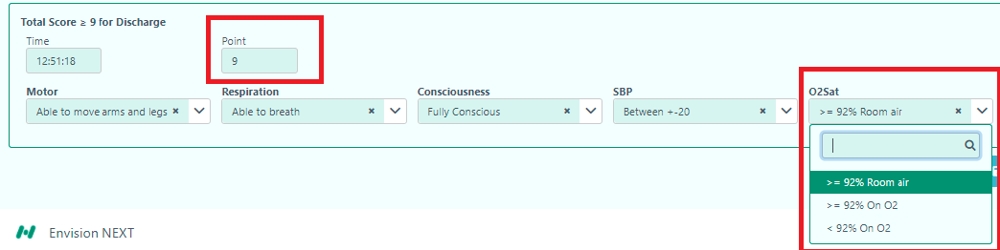 Total Score ≥ 9 for Discharge
Time Point
12:51:18 9
Motor Respiration Consciousness SBP O2Sat
Able to move arms and legs × Able to breath × Fully Conscious × Between +-20 × >= 92% Room air ×
>= 92% Room air
>= 92% On O2
< 92% On O2
Envision NEXT